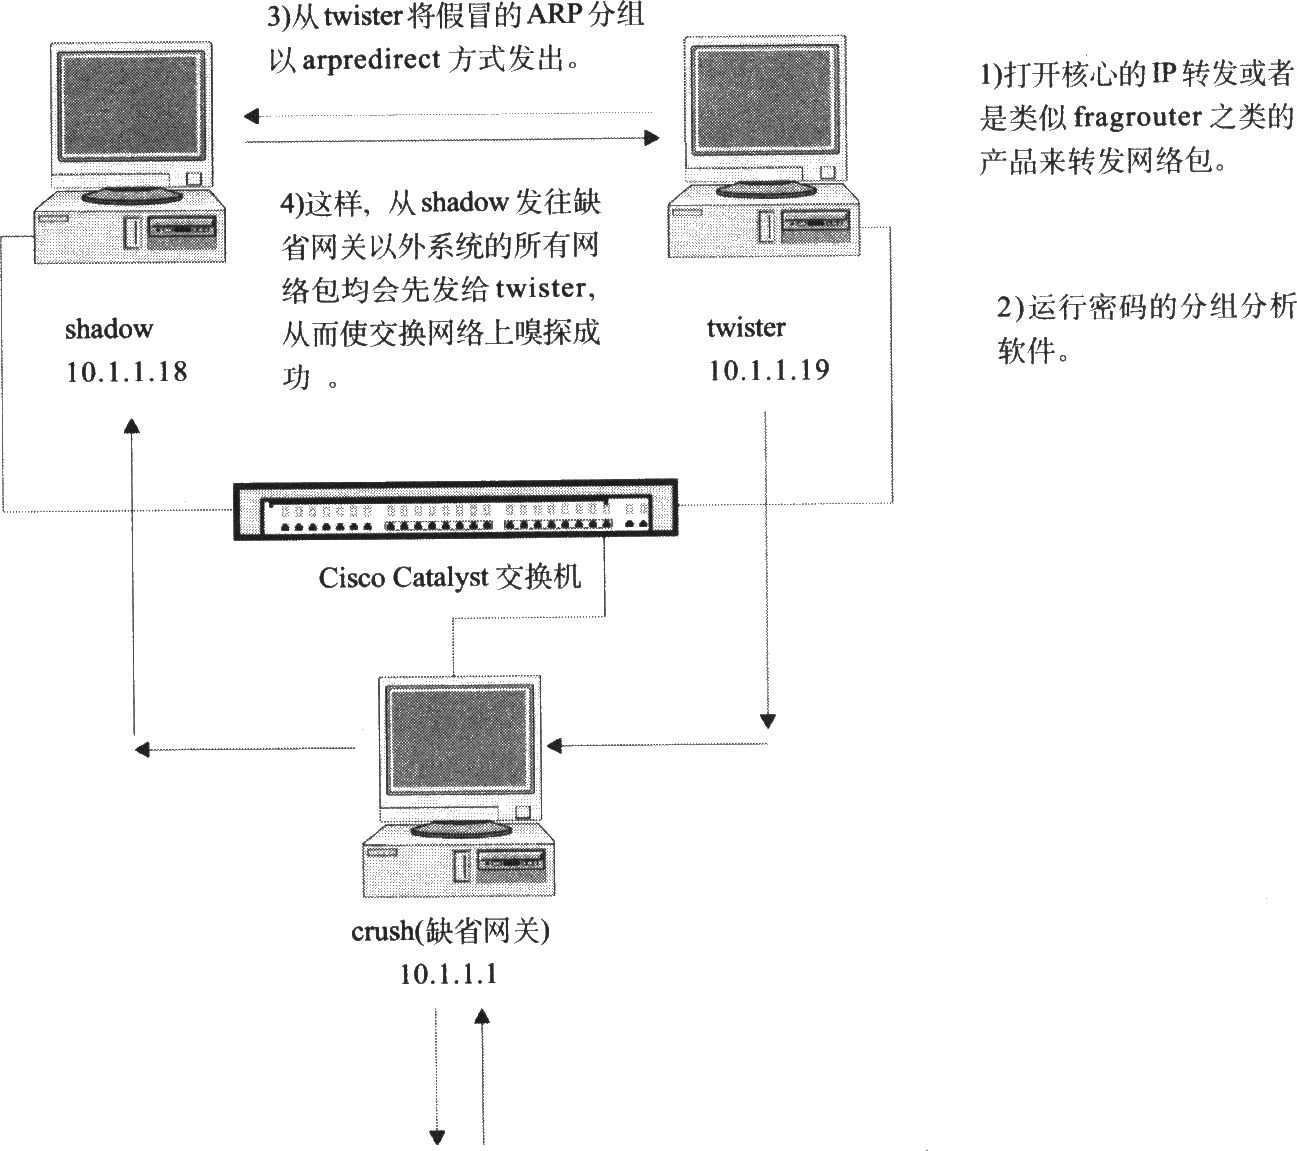 3)从twister将假冒的ARP分组
以arpredirect 方式发出。
1)打开核心的IP转发或者
是类似fragrouter之类的
产品来转发网络包。
4)这样，从shadow发往缺
省网关以外系统的所有网
络包均会先发给twister,
从而使交换网络上嗅探成
功 。
2)运行密码的分组分析
软件。
shadow
10.1.1.18
twister
10.1.1.19
Cisco Catalyst 交换机
crush(缺省网关)
10.1.1.1